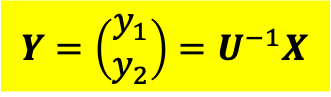 Y = (y₁ y₂) = U⁻¹X